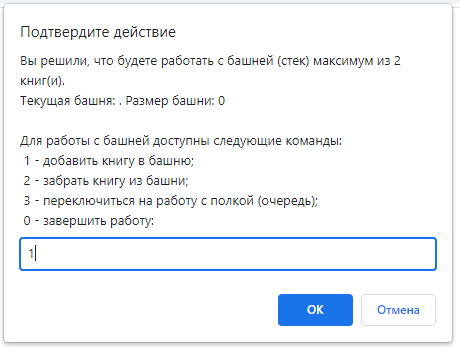 Подтвердите действие
Вы решили, что будете работать с башней (стек) максимум из 2
книг(и).
Текущая башня: . Размер башни: 0
Для работы с башней доступны следующие команды:
1 - добавить книгу в башню;
2 - забрать книгу из башни;
3 - переключиться на работу с полкой (очередь);
0 - завершить работу:
1
ОК
Отмена